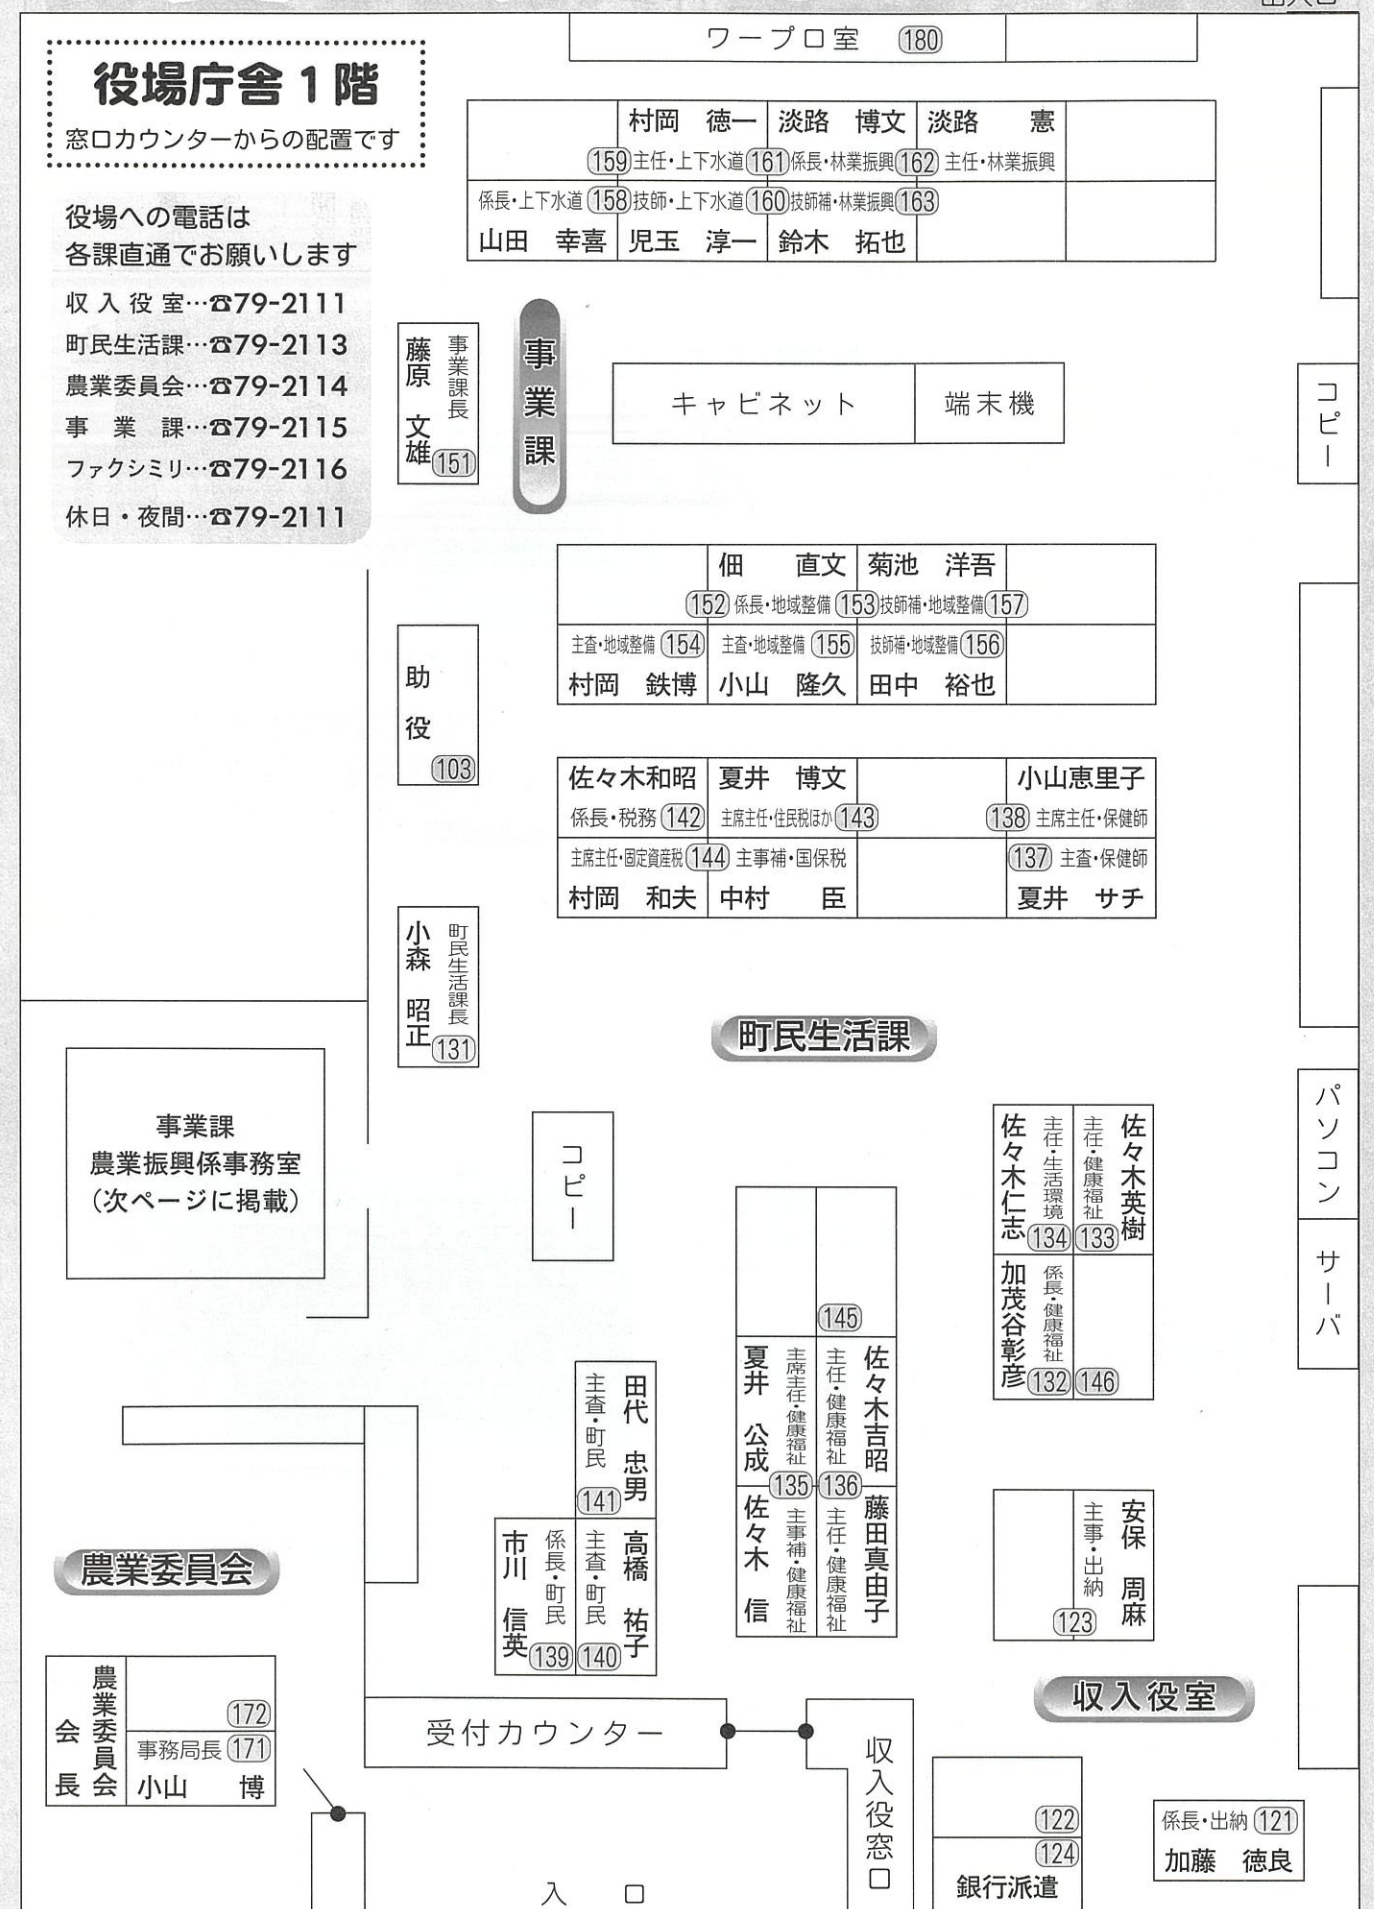 出入口
ワープロ室 180
役場庁舎1階
窓口カウンターからの配置です
役場への電話は
各課直通でお願いします
収入役室…☎79-2111
町民生活課…☎79-2113
農業委員会…☎79-2114
事業課…☎79-2115
ファクシミリ…☎79-2116
休日・夜間…☎79-2111
村岡 徳一 淡路 博文 淡路 憲
159 主任・上下水道 161 係長・林業振興 162 主任・林業振興
係長・上下水道 158 技師・上下水道 160 技師補・林業振興 163
山田 幸喜 児玉 淳一 鈴木 拓也
事業課長
藤原 文雄
151
事業課
キャビネット 端末機
コピー
佃 直文 菊池 洋吾
152 係長・地域整備 153 技師補・地域整備 157
主査・地域整備 154 主査・地域整備 155 技師補・地域整備 156
村岡 鉄博 小山 隆久 田中 裕也
助役
103
佐々木和昭 夏井 博文 小山恵里子
係長・税務 142 主席主任・住民税ほか 143 138 主席主任・保健師
主席主任・固定資産税 144 主事補・国保税 137 主査・保健師
村岡 和夫 中村 臣 夏井 サチ
町民生活課長
小森 昭正
131
町民生活課
事業課
農業振興係事務室
(次ページに掲載)
コピー
パソコン
サーバ
佐々木英樹
主任・健康福祉
133
主任・生活環境
佐々木仁志
134
係長・健康福祉
加茂谷彰彦
132
146
145
佐々木吉昭
主任・健康福祉
136
主席主任・健康福祉
夏井 公成
135
藤田真由子
主任・健康福祉
主事補・健康福祉
佐々木 信
田代 忠男
主査・町民
141
高橋 祐子
主査・町民
140
係長・町民
市川 信英
139
安保 周麻
主事・出納
123
農業委員会
農業委員会
会長
172
事務局長 171
小山 博
収入役室
受付カウンター
収入役窓口
122
124
銀行派遣
係長・出納 121
加藤 徳良
入口